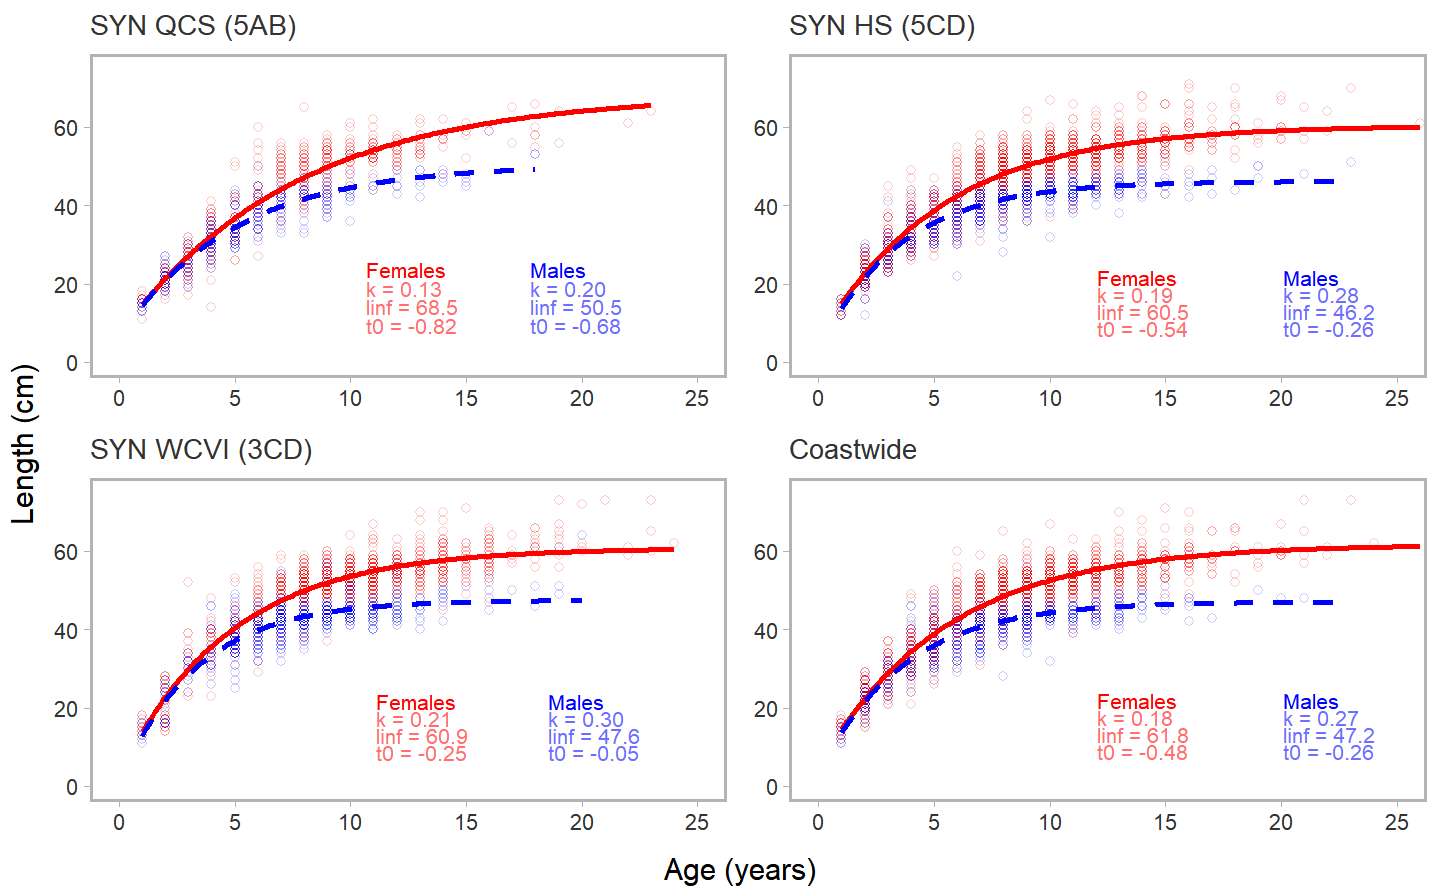 SYN QCS (5AB)
60
40
20
0
Females
k = 0.13
linf = 68.5
t0 = -0.82
Males
k = 0.20
linf = 50.5
t0 = -0.68
0 5 10 15 20 25
SYN HS (5CD)
60
40
20
0
Females
k = 0.19
linf = 60.5
t0 = -0.54
Males
k = 0.28
linf = 46.2
t0 = -0.26
0 5 10 15 20 25
Length (cm)
SYN WCVI (3CD)
60
40
20
0
Females
k = 0.21
linf = 60.9
t0 = -0.25
Males
k = 0.30
linf = 47.6
t0 = -0.05
0 5 10 15 20 25
Coastwide
60
40
20
0
Females
k = 0.18
linf = 61.8
t0 = -0.48
Males
k = 0.27
linf = 47.2
t0 = -0.26
0 5 10 15 20 25
Age (years)